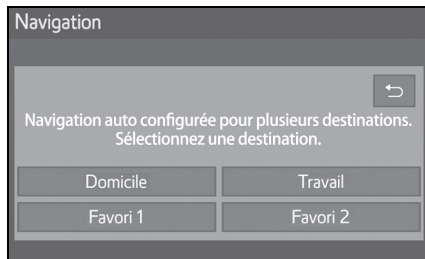 Navigation
Navigation auto configurée pour plusieurs destinations.
Sélectionnez une destination.
Domicile
Travail
Favori 1
Favori 2